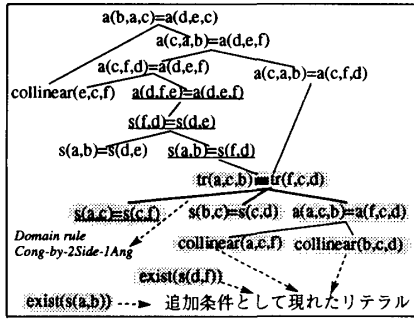 a(b,a,c)=a(d,e,c)
a(c,a,b)=a(d,e,f)
a(c,f,d)=a(d,e,f)
a(c,a,b)=a(c,f,d)
collinear(e,c,f)
a(d,f,e)=a(d,e,f)
s(f,d)=s(d,e)
s(a,b)=s(d,e)
s(a,b)=s(f,d)
tr(a,c,b)≡tr(f,c,d)
s(a,c)=s(c,f)
s(b,c)=s(c,d)
a(a,c,b)=a(f,c,d)
Domain rule
Cong-by-2Side-1Ang
collinear(a,c,f)
collinear(b,c,d)
exist(s(d,f))
exist(s(a,b))
追加条件として現れたリテラル